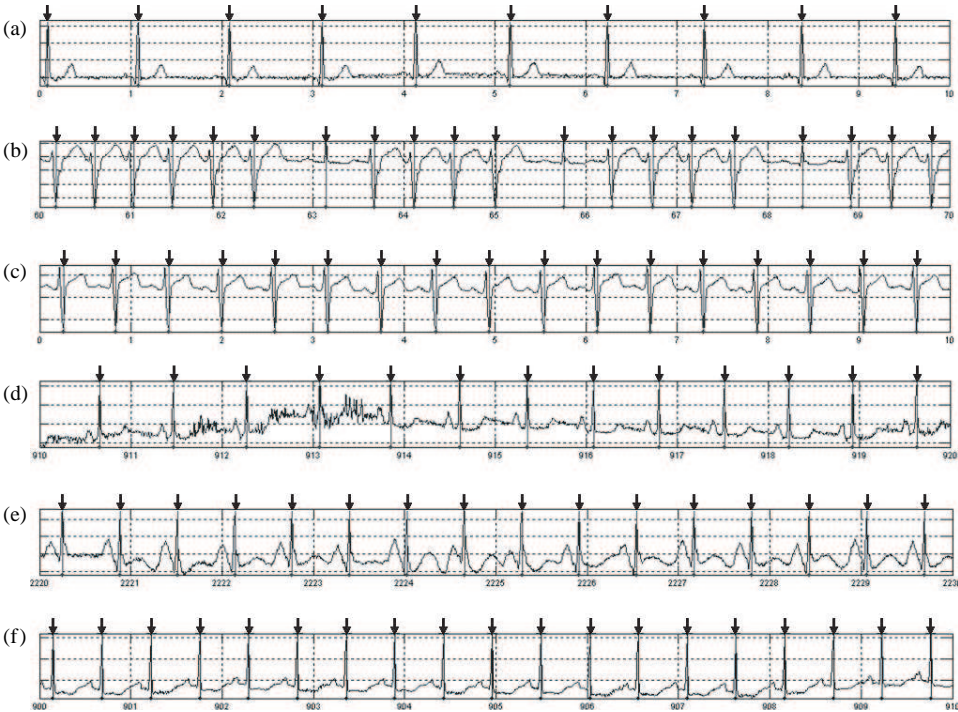 (a)
0 1 2 3 4 5 6 7 8 9 10
(b)
60 61 62 63 64 65 66 67 68 69 70
(c)
0 1 2 3 4 5 6 7 8 9 10
(d)
910 911 912 913 914 915 916 917 918 919 920
(e)
2220 2221 2222 2223 2224 2225 2226 2227 2228 2229 2230
(f)
900 901 902 903 904 905 906 907 908 909 910